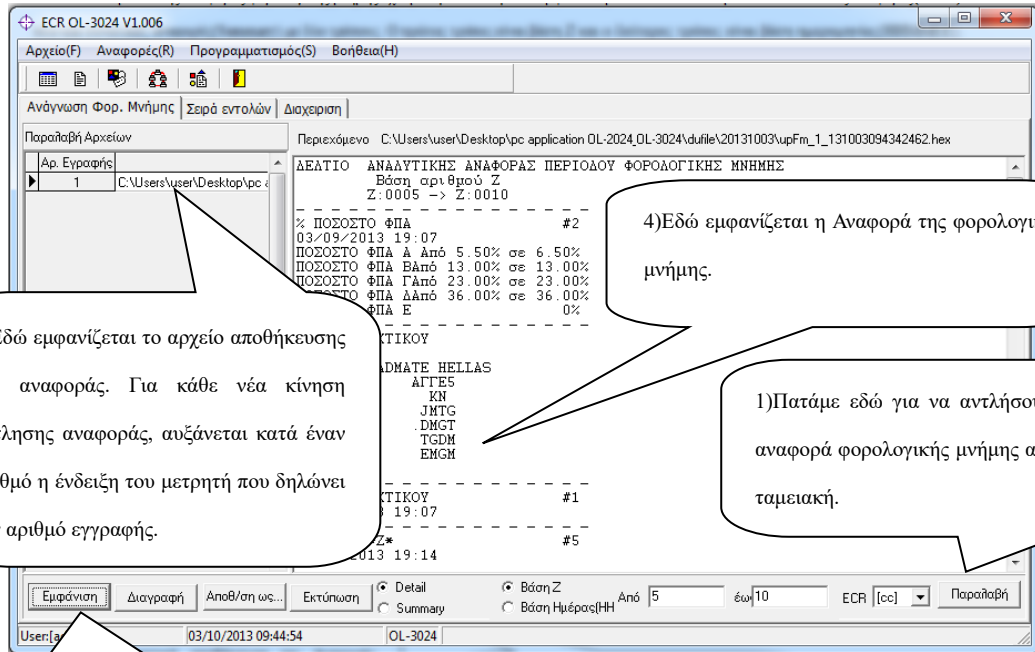 ECR OL-3024 V1.006
Αρχείο(F) Αναφορές(R) Προγραμματισμός(S) Βοήθεια(H)
Ανάγνωση Φορ. Μνήμης Σειρά εντολών Διαχειριση
Παραλαβή Αρχείων
Αρ. Εγραφής
1 C:\Users\user\Desktop\pc
Περιεχόμενο C:\Users\user\Desktop\pc application OL-2024_OL-3024\dufile\20131003\upFm_1_131003094342462.hex
ΔΕΛΤΙΟ ΑΝΑΛΥΤΙΚΗΣ ΑΝΑΦΟΡΑΣ ΠΕΡΙΟΔΟΥ ΦΟΡΟΛΟΓΙΚΗΣ ΜΝΗΜΗΣ
Βάση αριθμού Z
Z:0005 -> Z:0010
% ΠΟΣΟΣΤΟ ΦΠΑ #2
03/09/2013 19:07
ΠΟΣΟΣΤΟ ΦΠΑ Α Από 5.50% σε 6.50%
ΠΟΣΟΣΤΟ ΦΠΑ ΒΑπό 13.00% σε 13.00%
ΠΟΣΟΣΤΟ ΦΠΑ ΓΑπό 23.00% σε 23.00%
ΦΠΑ ΔΑπό 36.00% σε 36.00%
ΦΠΑ Ε 0%
ΚΤΙΚΟΥ
ADMATE HELLAS
ΑΓΓΕ5
KN
JMTG
.DMGT
TGDM
EMGM
ΚΤΙΚΟΥ #1
19:07
Z* #5
2013 19:14
Εδώ εμφανίζεται το αρχείο αποθήκευσης
αναφοράς. Για κάθε νέα κίνηση
λησης αναφοράς, αυξάνεται κατά έναν
θμό η ένδειξη του μετρητή που δηλώνει
αριθμό εγγραφής.
4)Εδώ εμφανίζεται η Αναφορά της φορολογι
μνήμης.
1)Πατάμε εδώ για να αντλήσου
αναφορά φορολογικής μνήμης α
ταμειακή.
Εμφάνιση Διαγραφή Αποθ/ση ως... Εκτύπωση Detail Βάση Z Από 5 έως 10 ECR [cc] Παραλαβή
Summary Βάση Ημέρας(HH
User:[a 03/10/2013 09:44:54 OL-3024